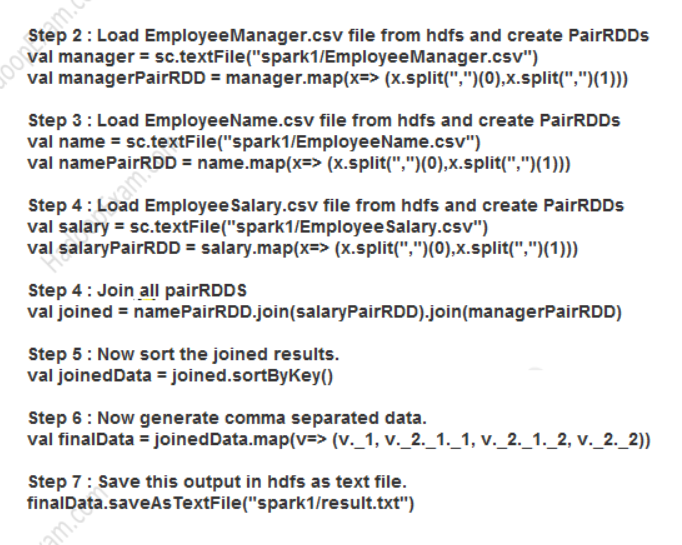 Step 2 : Load EmployeeManager.csv file from hdfs and create PairRDDs
val manager = sc.textFile("spark1/EmployeeManager.csv")
val managerPairRDD = manager.map(x=> (x.split(",")(0),x.split(",")(1)))
Step 3 : Load EmployeeName.csv file from hdfs and create PairRDDs
val name = sc.textFile("spark1/EmployeeName.csv")
val namePairRDD = name.map(x=> (x.split(",")(0),x.split(",")(1)))
Step 4 : Load EmployeeSalary.csv file from hdfs and create PairRDDs
val salary = sc.textFile("spark1/EmployeeSalary.csv")
val salaryPairRDD = salary.map(x=> (x.split(",")(0),x.split(",")(1)))
Step 4 : Join all pairRDDS
val joined = namePairRDD.join(salaryPairRDD).join(managerPairRDD)
Step 5 : Now sort the joined results.
val joinedData = joined.sortByKey()
Step 6 : Now generate comma separated data.
val finalData = joinedData.map(v=> (v._1, v._2._1._1, v._2._1._2, v._2._2))
Step 7 : Save this output in hdfs as text file.
finalData.saveAsTextFile("spark1/result.txt")
HadoopExam.com